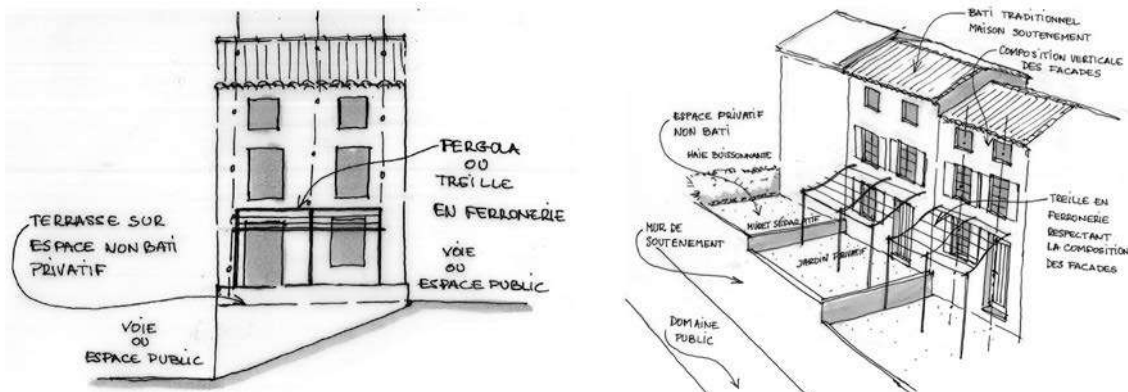 PERGOLA
OU
TREILLE
EN FERRONERIE
TERRASSE SUR
ESPACE NON BATI
PRIVATIF
VOIE
OU
ESPACE PUBLIC
VOIE
OU
ESPACE PUBLIC
BATI TRADITIONNEL
MAISON SOUTENEMENT
COMPOSITION VERTICALE
DES FACADES
ESPACE PRIVATIF
NON BATI
HAIE BUISSONNANTE
MURET SÉPARATIF
JARDIN PRIVATIF
MUR DE
SOUTENEMENT
TREILLE EN
FERRONERIE
RESPECTANT
LA COMPOSITION
DES FACADES
DOMAINE
PUBLIC